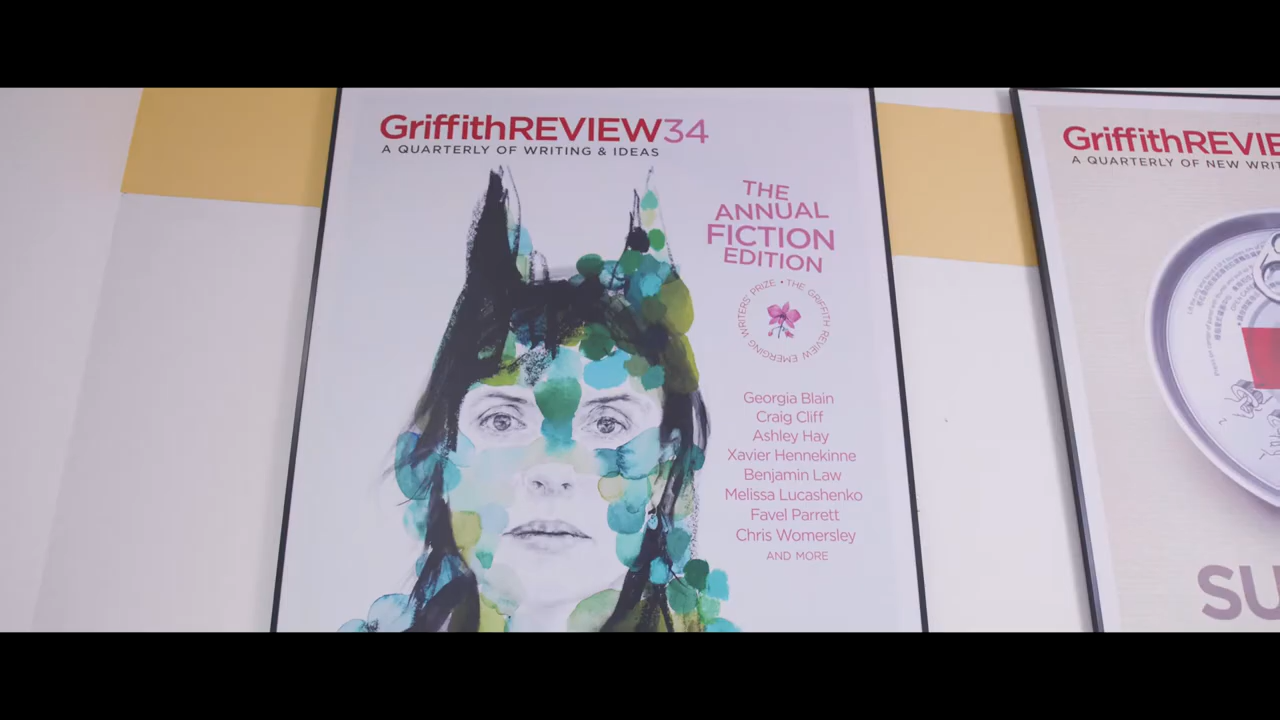 GriffithREVIEW34
A QUARTERLY OF WRITING & IDEAS
THE
ANNUAL
FICTION
EDITION
THE GRIFFITH REVIEW EMERGING WRITERS' PRIZE •
Georgia Blain
Craig Cliff
Ashley Hay
Xavier Hennekinne
Benjamin Law
Melissa Lucashenko
Favel Parrett
Chris Womersley
AND MORE
GriffithREVIE
A QUARTERLY OF NEW WRIT
SU